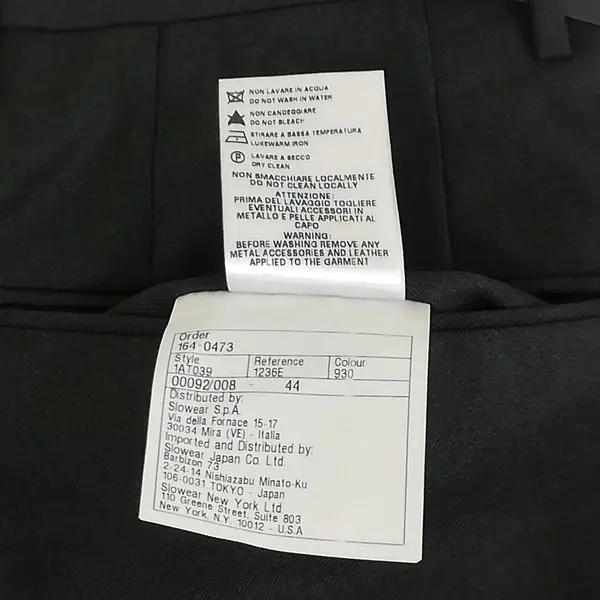 NON LAVARE IN ACQUA
DO NOT WASH IN WATER
NON CANDEGGIARE
DO NOT BLEACH
STIRARE A BASSA TEMPERATURA
LUKEWARM IRON
P
LAVARE A SECCO
DRY CLEAN
NON SMACCHIARE LOCALMENTE
DO NOT CLEAN LOCALLY
ATTENZIONE:
PRIMA DEL LAVAGGIO TOGLIERE
EVENTUALI ACCESSORI IN
METALLO E PELLE APPLICATI AL
CAPO
WARNING:
BEFORE WASHING REMOVE ANY
METAL ACCESSORIES AND LEATHER
APPLIED TO THE GARMENT
Order
164-0473
Style Reference Colour
1AT039 1236E 930
00092/008 - 44
Distributed by:
Slowear S.p.A.
Via della Fornace 15-17
30034 Mira (VE) - Italia
Imported and Distributed by:
Slowear Japan Co. Ltd.
Barbizon 73
2-24-14 Nishiazabu Minato-Ku
106-0031 TOKYO - Japan
Slowear New York Ltd.
110 Greene Street, Suite 803
New York, N.Y. 10012 - U.S.A